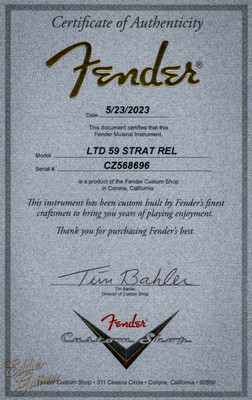 Certificate of Authenticity
Fender®
Date 5/23/2023
This document certifies that this
Fender Musical Instrument,
Model LTD 59 STRAT REL
Serial #: CZ568696
is a product of the Fender Custom Shop
in Corona, California
This instrument has been custom built by Fender's finest
craftsmen to bring you years of playing enjoyment.
Thank you for purchasing Fender's best.
Tim Bahler
Tim Bahler
Director of Custom Shop
Fender
Custom Shop
Custom Shop • 311 Cessna Circle • Corona, California •